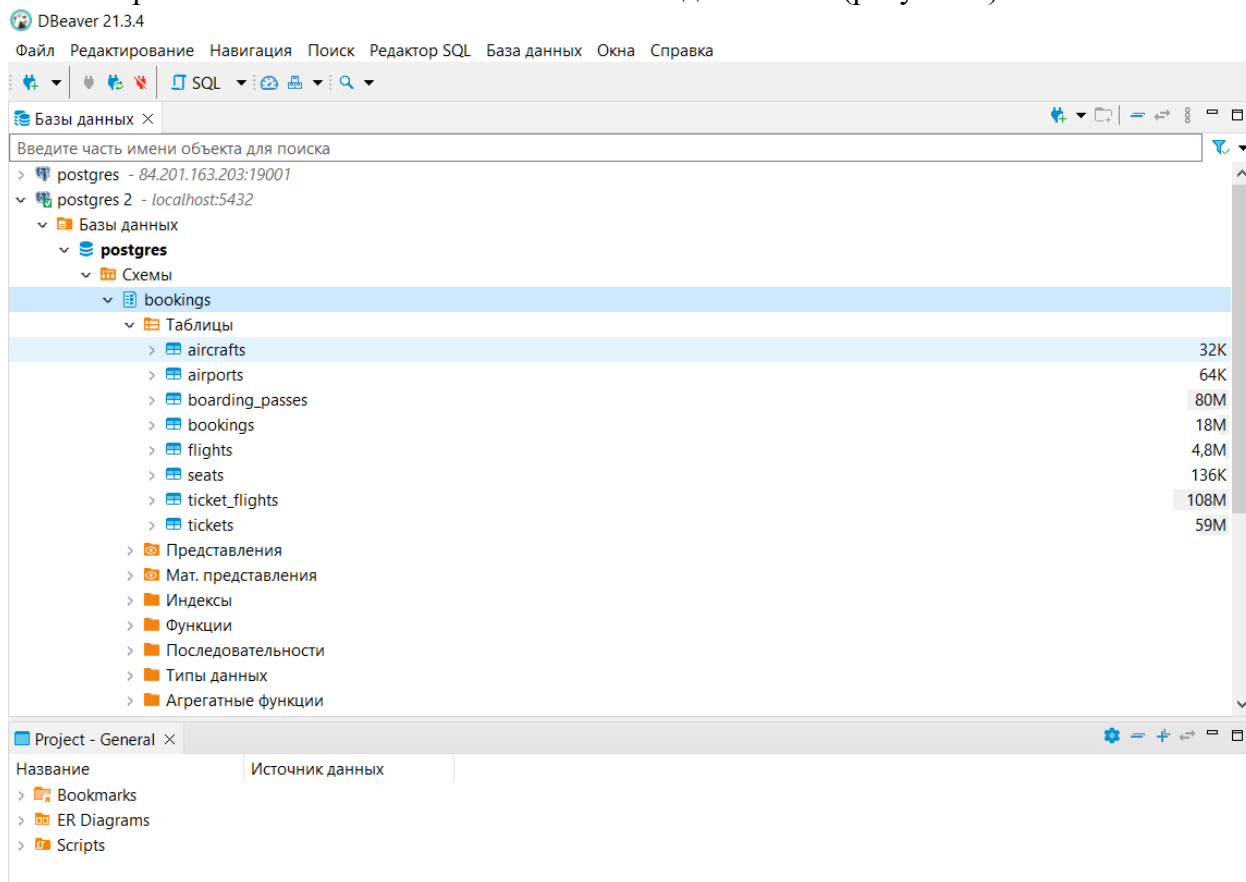 DBeaver 21.3.4
Файл Редактирование Навигация Поиск Редактор SQL База данных Окна Справка
SQL
Базы данных
Введите часть имени объекта для поиска
postgres - 84.201.163.203:19001
postgres 2 - localhost:5432
Базы данных
postgres
Схемы
bookings
Таблицы
aircrafts 32K
airports 64K
boarding_passes 80M
bookings 18M
flights 4,8M
seats 136K
ticket_flights 108M
tickets 59M
Представления
Мат. представления
Индексы
Функции
Последовательности
Типы данных
Агрегатные функции
Project - General
Название Источник данных
Bookmarks
ER Diagrams
Scripts